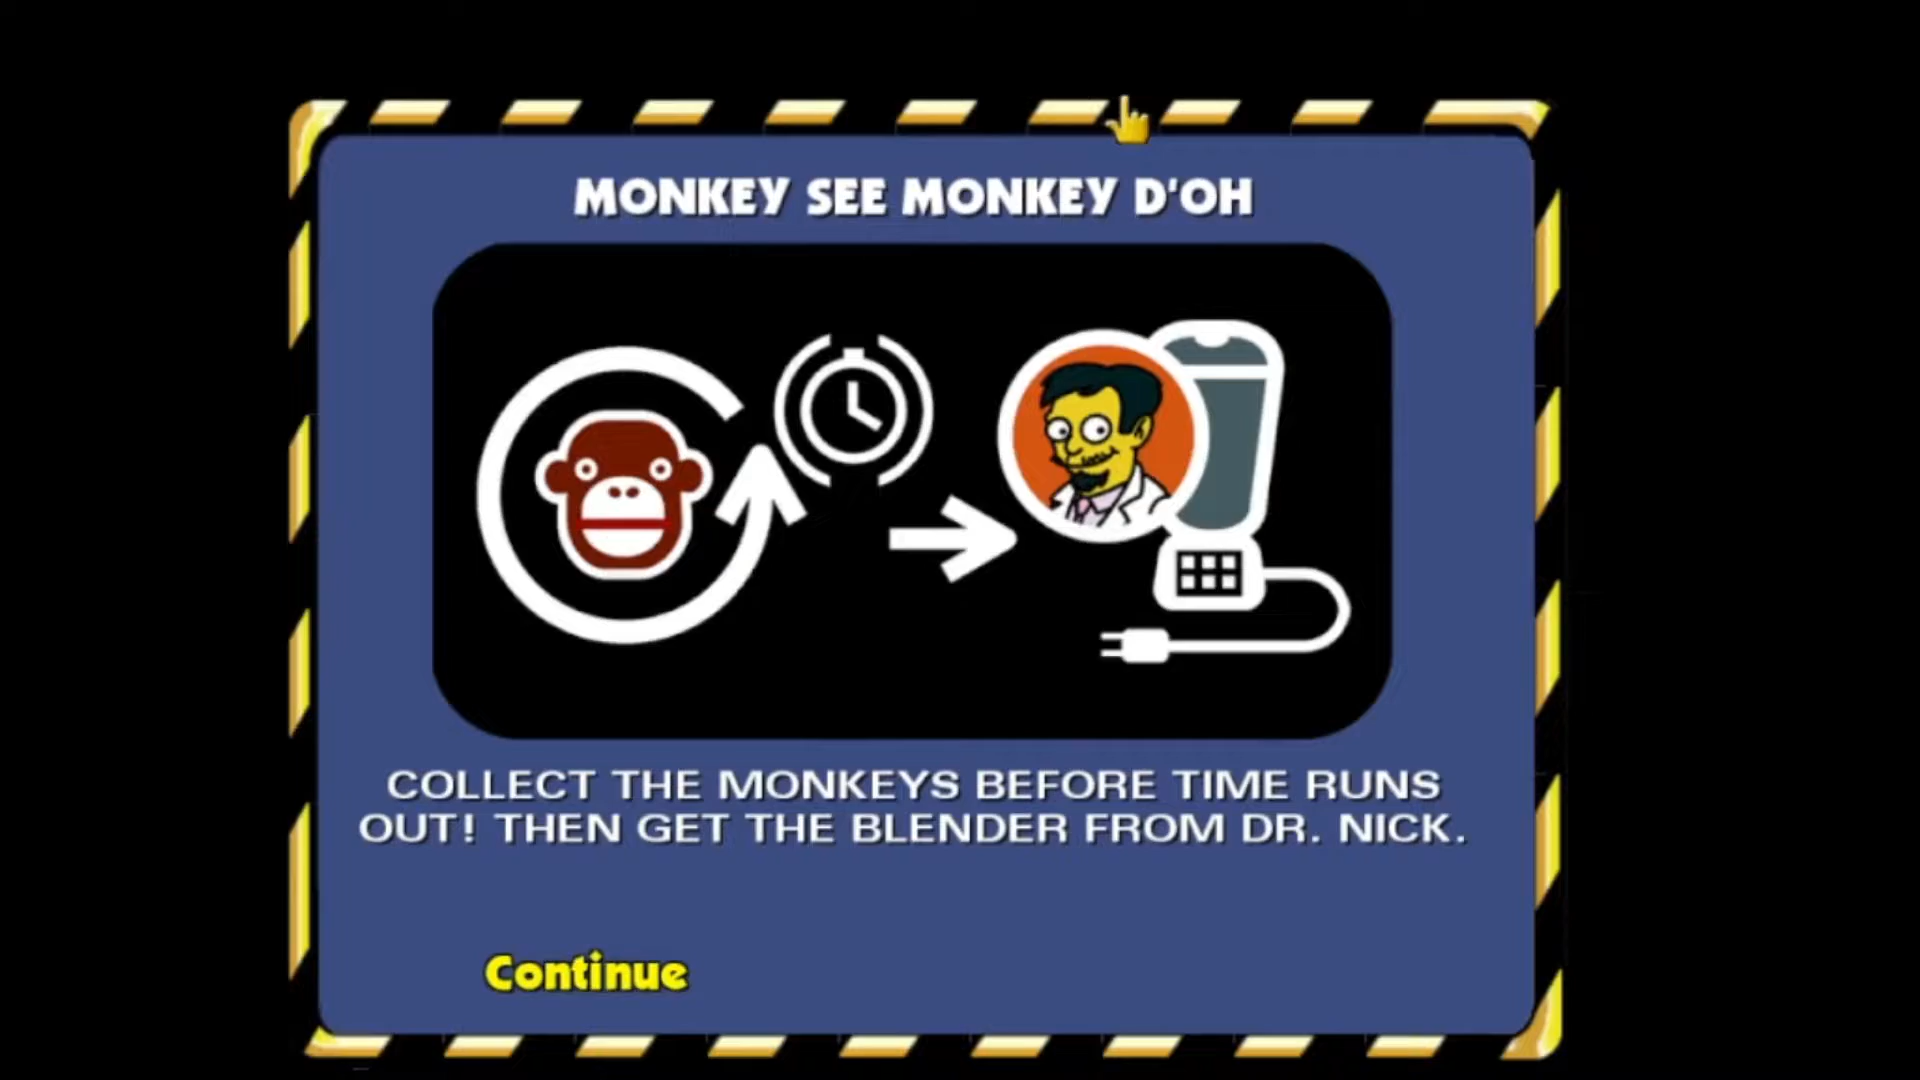 MONKEY SEE MONKEY D'OH
COLLECT THE MONKEYS BEFORE TIME RUNS
OUT! THEN GET THE BLENDER FROM DR. NICK.
Continue